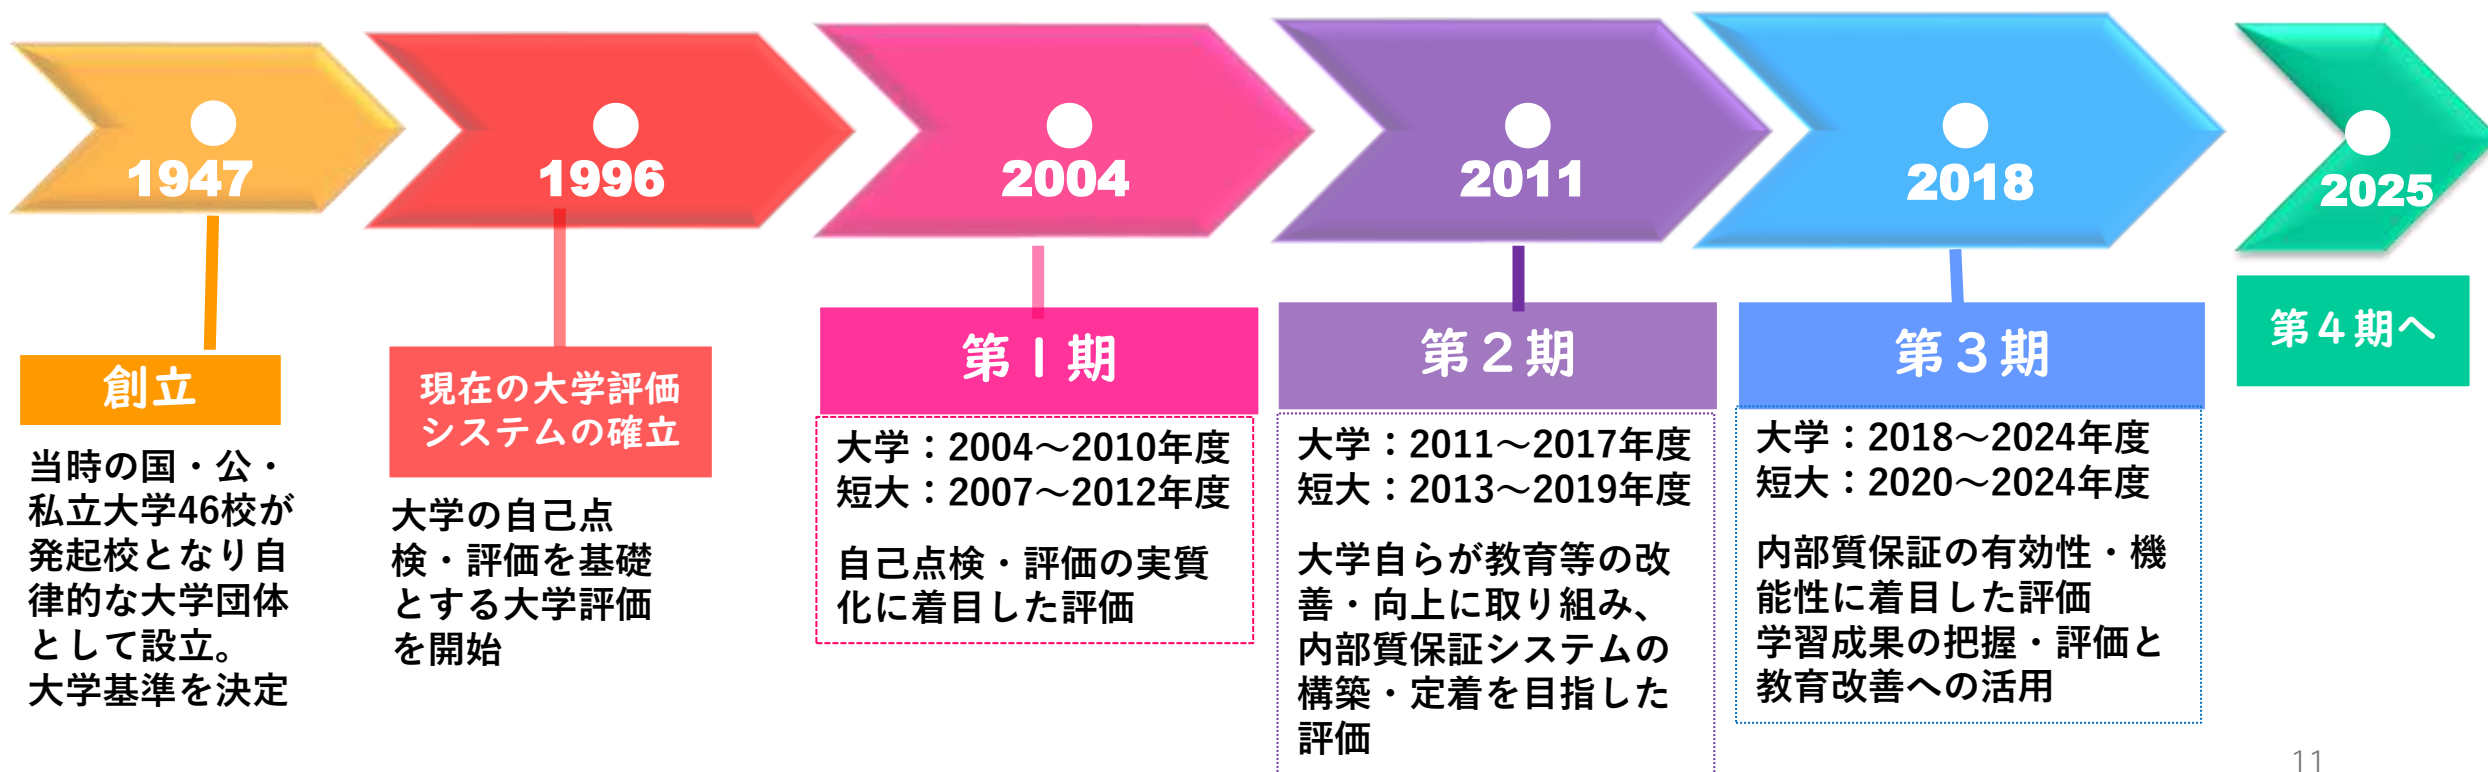 1947
1996
2004
2011
2018
2025
創立
当時の国・公・
私立大学46校が
発起校となり自
律的な大学団体
として設立。
大学基準を決定
現在の大学評価
システムの確立
大学の自己点
検・評価を基礎
とする大学評価
を開始
第1期
大学：2004～2010年度
短大：2007～2012年度
自己点検・評価の実質
化に着目した評価
第２期
大学：2011～2017年度
短大：2013～2019年度
大学自らが教育等の改
善・向上に取り組み、
内部質保証システムの
構築・定着を目指した
評価
第３期
大学：2018～2024年度
短大：2020～2024年度
内部質保証の有効性・機
能性に着目した評価
学習成果の把握・評価と
教育改善への活用
第４期へ
11